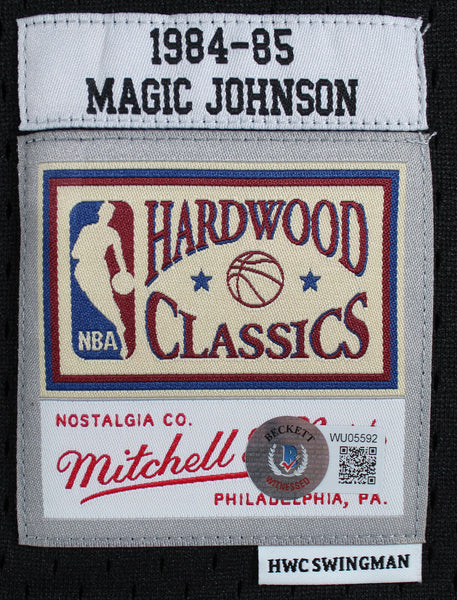 1984-85
MAGIC JOHNSON
HARDWOOD
CLASSICS
NBA
NOSTALGIA CO.
Mitchell
PHILADELPHIA, PA.
BECKETT
B
WITNESSED
WU05592
HWC SWINGMAN